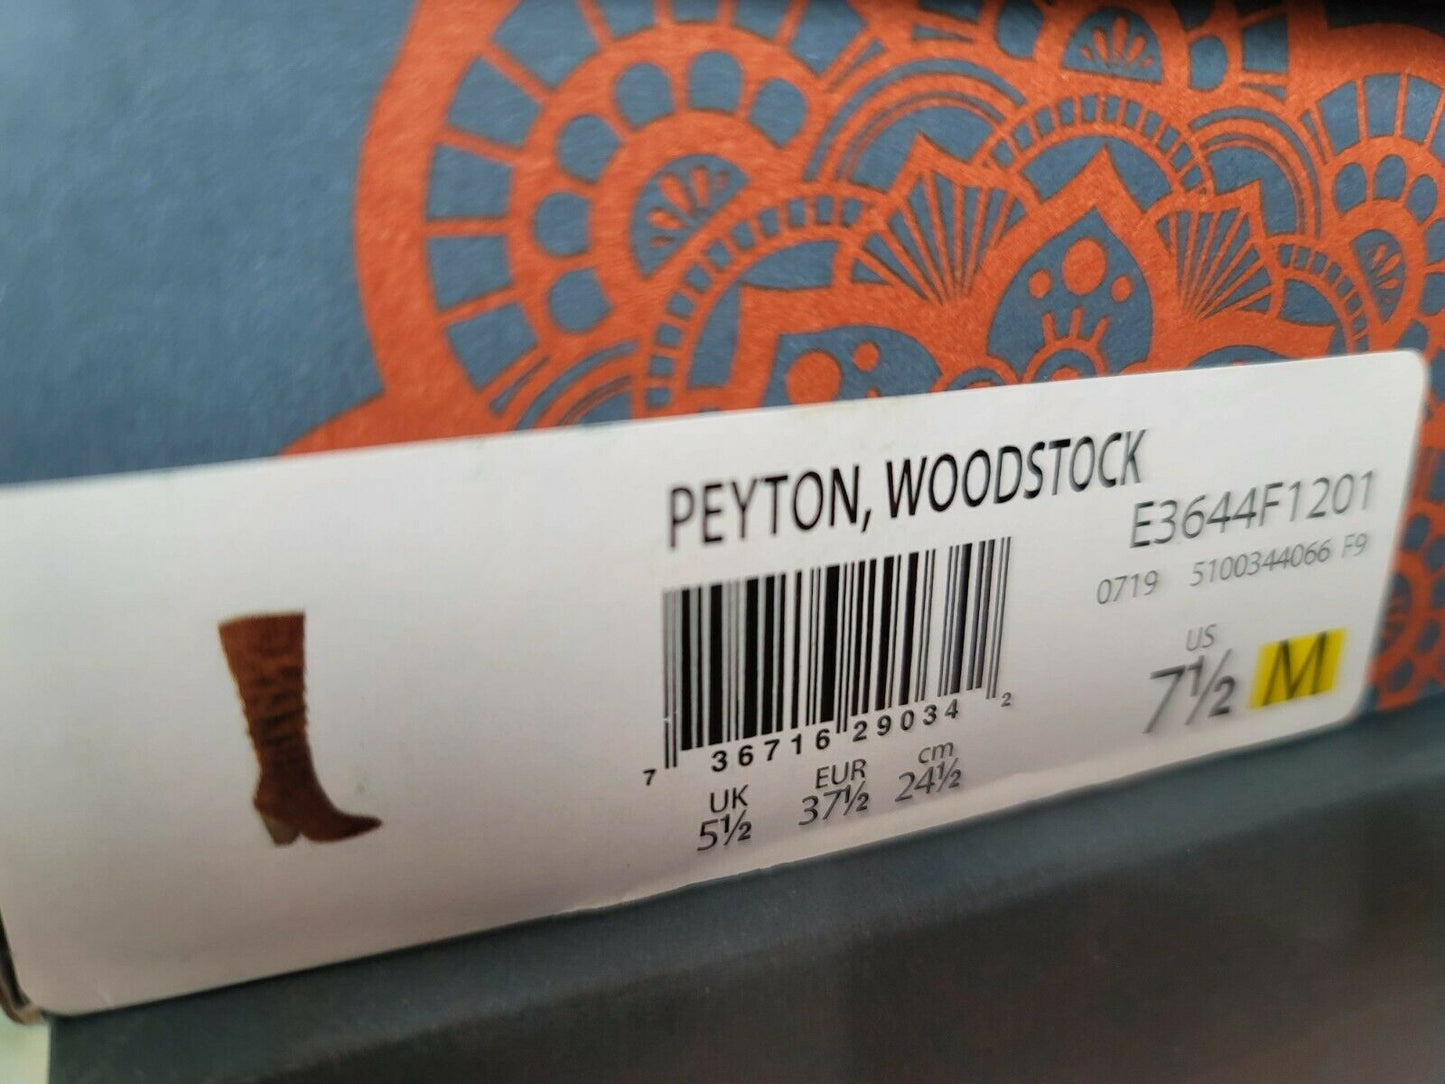 PEYTON, WOODSTOCK
E3644F1201
0719 5100344066 F9
7 36716 29034 2
US
7½ M
UK EUR cm
5½ 37½ 24½